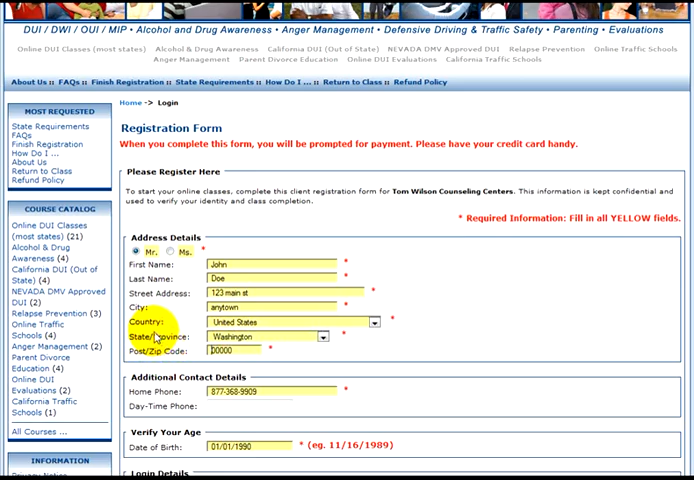 DUI / DWI / OUI / MIP • Alcohol and Drug Awareness • Anger Management • Defensive Driving & Traffic Safety • Parenting • Evaluations
Online DUI Classes (most states) Alcohol & Drug Awareness California DUI (Out of State) NEVADA DMV Approved DUI Relapse Prevention Online Traffic Schools
Anger Management Parent Divorce Education Online DUI Evaluations California Traffic Schools
About Us :: FAQs :: Finish Registration :: State Requirements :: How Do I ... :: Return to Class :: Refund Policy
MOST REQUESTED
State Requirements
FAQs
Finish Registration
How Do I ...
About Us
Return to Class
Refund Policy
COURSE CATALOG
Online DUI Classes
(most states) (21)
Alcohol & Drug
Awareness (4)
California DUI (Out of
State) (4)
NEVADA DMV Approved
DUI (2)
Relapse Prevention (3)
Online Traffic
Schools (4)
Anger Management (2)
Parent Divorce
Education (4)
Online DUI
Evaluations (2)
California Traffic
Schools (1)
All Courses ...
INFORMATION
Privacy Notice
Home -> Login
Registration Form
When you complete this form, you will be prompted for payment. Please have your credit card handy.
Please Register Here
To start your online classes, complete this client registration form for Tom Wilson Counseling Centers. This information is kept confidential and
used to verify your identity and class completion.
* Required Information: Fill in all YELLOW fields.
Address Details
Mr. Ms. *
First Name: John *
Last Name: Doe *
Street Address: 123 main st *
City: anytown *
Country: United States *
State/Province: Washington *
Post/Zip Code: 00000 *
Additional Contact Details
Home Phone: 877-368-9909 *
Day-Time Phone:
Verify Your Age
Date of Birth: 01/01/1990 * (eg. 11/16/1989)
Login Details